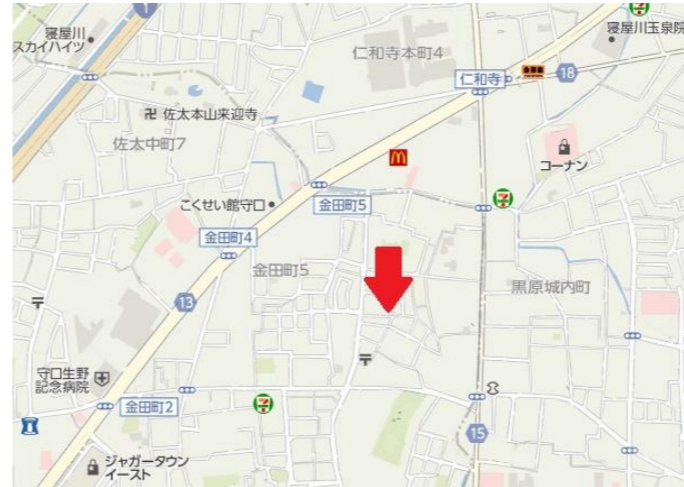 1
寝屋川
スカイハイツ
仁和寺本町4
7
寝屋川玉泉院
仁和寺
18
佐太本山来迎寺
佐太中町7
コーナン
こくせい館守口
金田町5
7
金田町4
金田町5
黒原城内町
13
守口生野
記念病院
金田町2
7
15
ジャガータウン
イースト